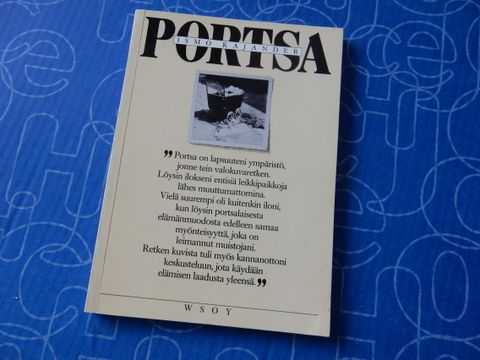 PORTSA
ISMO KAJANDER
”Portsa on lapsuuteni ympäristö,
jonne tein valokuvaretken.
Löysin ilokseni entisiä leikkipaikkoja
lähes muuttumattomina.
Vielä suurempi oli kuitenkin iloni,
kun löysin portsalaisesta
elämänmuodosta edelleen samaa
myönteisyyttä, joka on
leimannut muistojani.
Retken kuvista tuli myös kannanottoni
keskusteluun, jota käydään
elämisen laadusta yleensä.”
WSOY